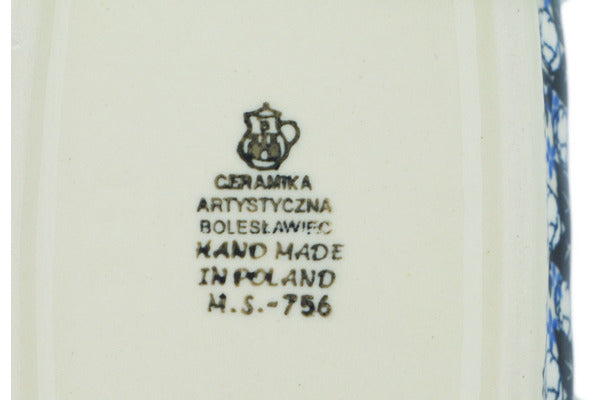 CERAMIKA
ARTYSTYCZNA
BOLESŁAWIEC
HAND MADE
IN POLAND
M.S.-756